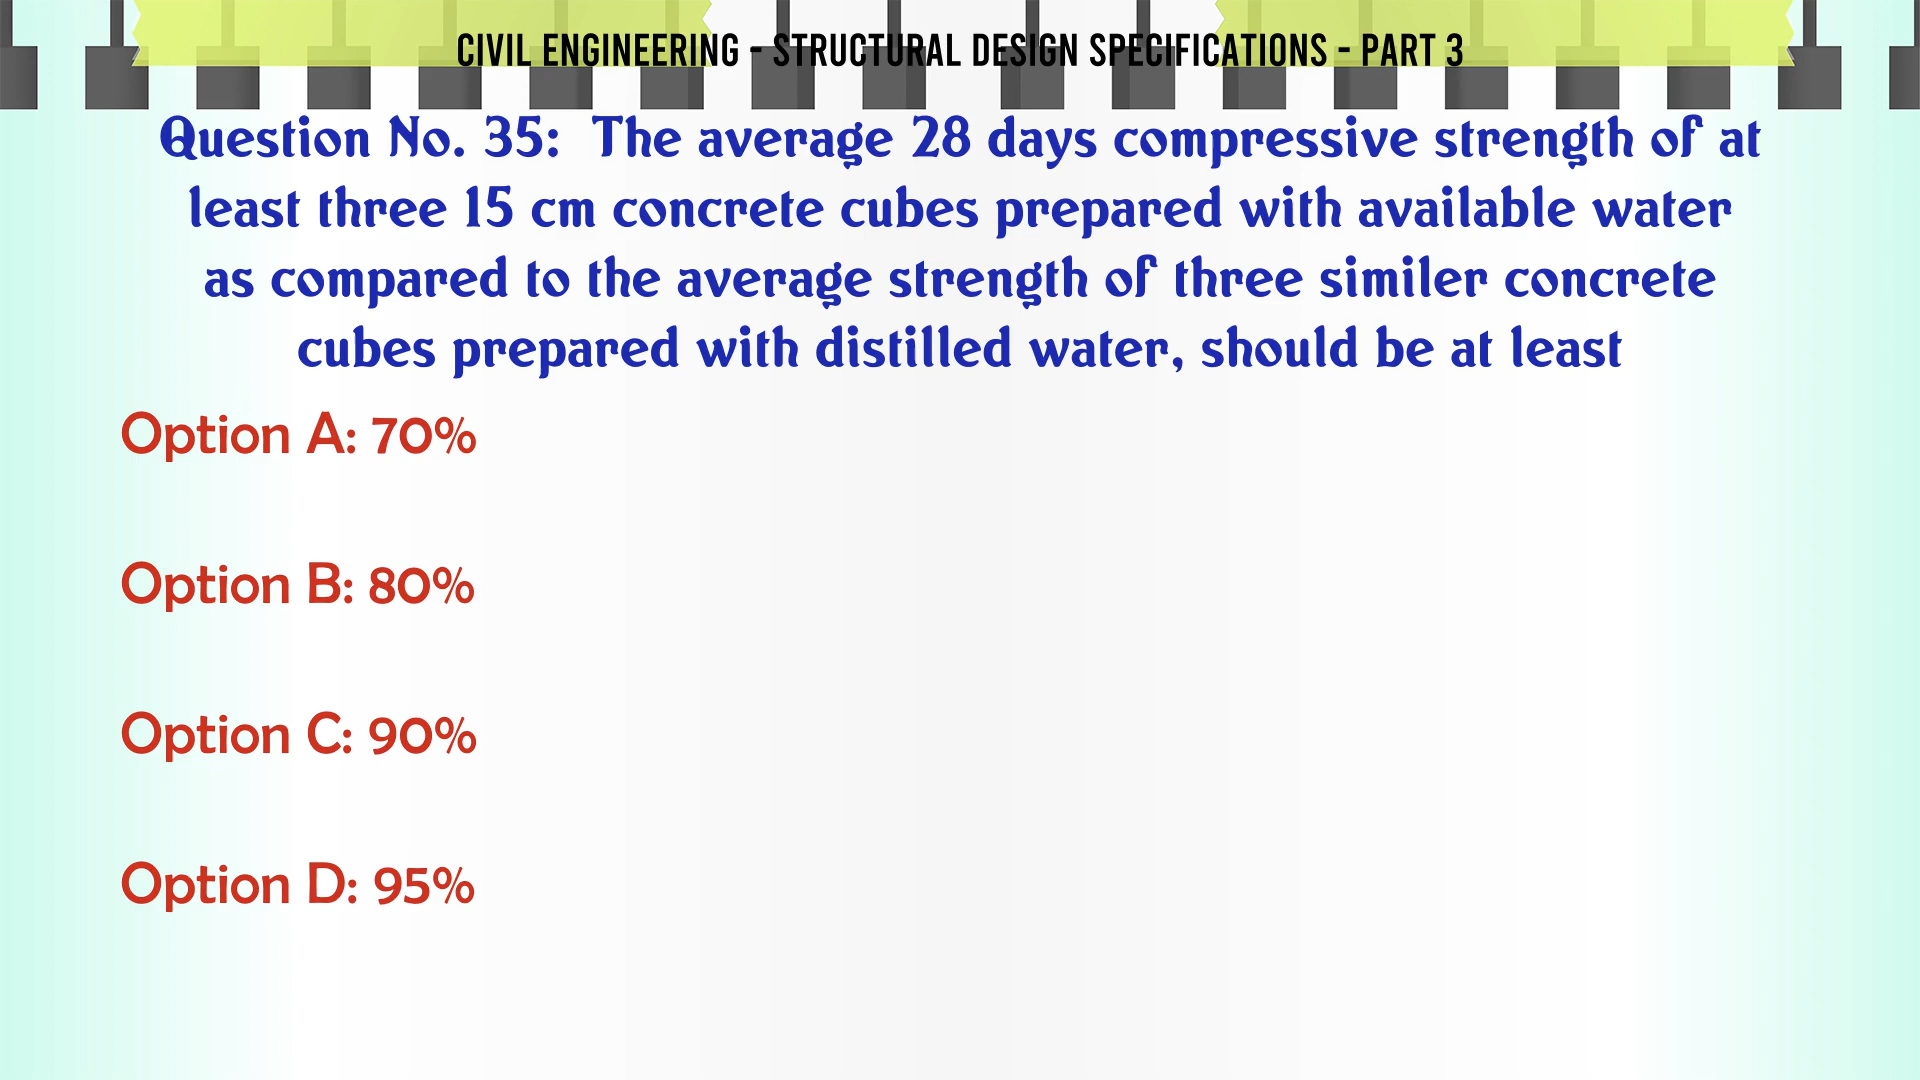 CIVIL ENGINEERING - STRUCTURAL DESIGN SPECIFICATIONS - PART 3
Question No. 35: The average 28 days compressive strength of at
least three 15 cm concrete cubes prepared with available water
as compared to the average strength of three similer concrete
cubes prepared with distilled water, should be at least
Option A: 70%
Option B: 80%
Option C: 90%
Option D: 95%